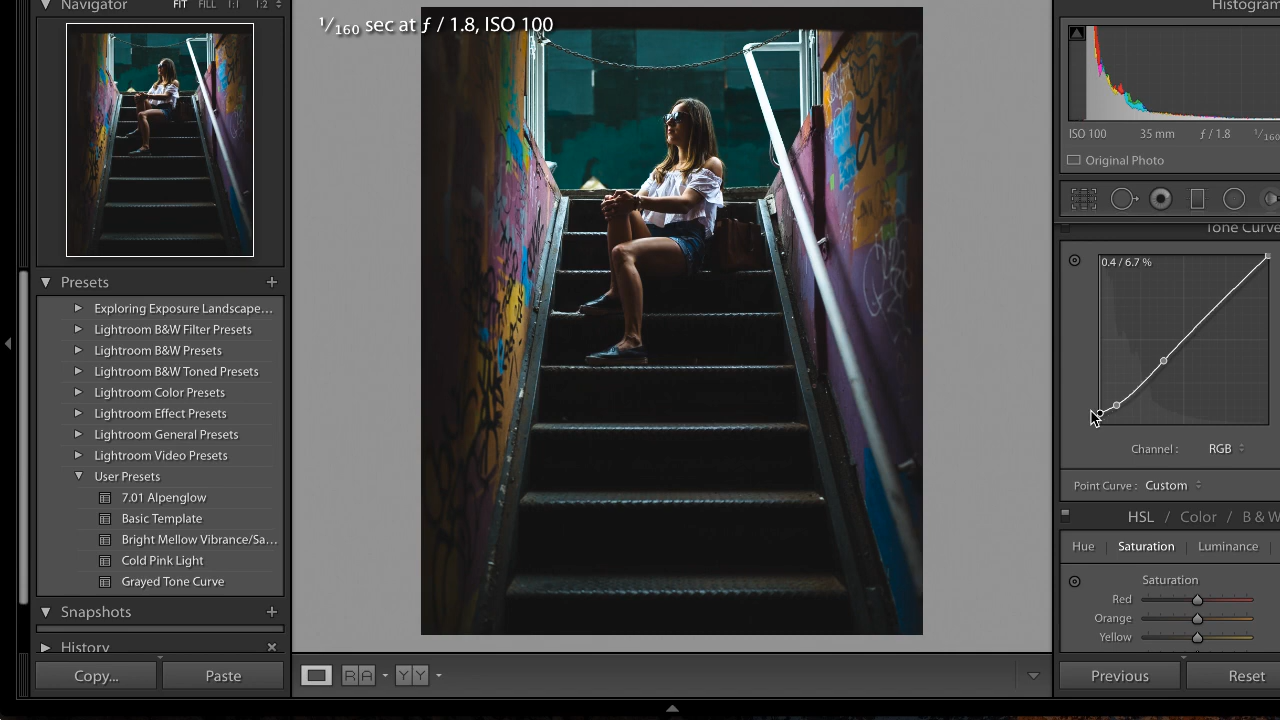 Navigator
FIT FILL 1:1 1:2
1/160 sec at ƒ / 1.8, ISO 100
Histogram
ISO 100 35 mm ƒ / 1.8 1/160
Original Photo
Tone Curve
0.4 / 6.7 %
Channel : RGB
Point Curve : Custom
HSL / Color / B & W
Hue Saturation Luminance
Saturation
Red
Orange
Yellow
Previous Reset
Presets
Exploring Exposure Landscape...
Lightroom B&W Filter Presets
Lightroom B&W Presets
Lightroom B&W Toned Presets
Lightroom Color Presets
Lightroom Effect Presets
Lightroom General Presets
Lightroom Video Presets
User Presets
7.01 Alpenglow
Basic Template
Bright Mellow Vibrance/Sa...
Cold Pink Light
Grayed Tone Curve
Snapshots
History
Copy... Paste
R A Y Y